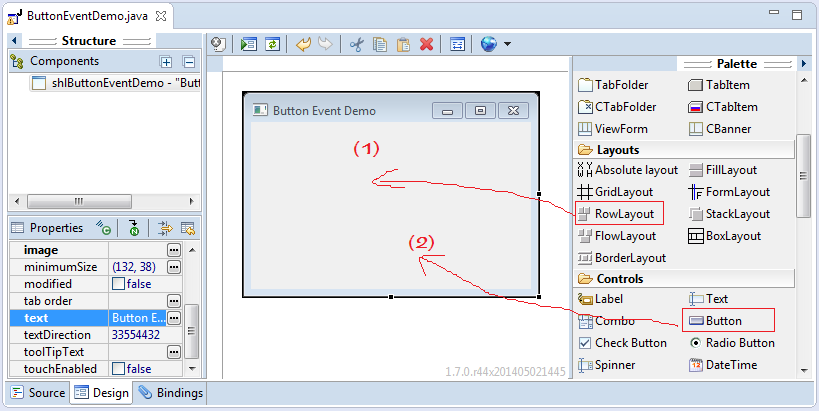 ButtonEventDemo.java
Structure
Components
shlButtonEventDemo - "But
Properties
image
minimumSize (132, 38)
modified false
tab order
text Button E...
textDirection 33554432
toolTipText
touchEnabled false
Button Event Demo
(1)
(2)
1.7.0.r44x201405021445
Palette
TabFolder TabItem
CTabFolder CTabItem
ViewForm CBanner
Layouts
Absolute layout FillLayout
GridLayout FormLayout
RowLayout StackLayout
FlowLayout BoxLayout
BorderLayout
Controls
Label Text
Combo Button
Check Button Radio Button
Spinner DateTime
Source Design Bindings